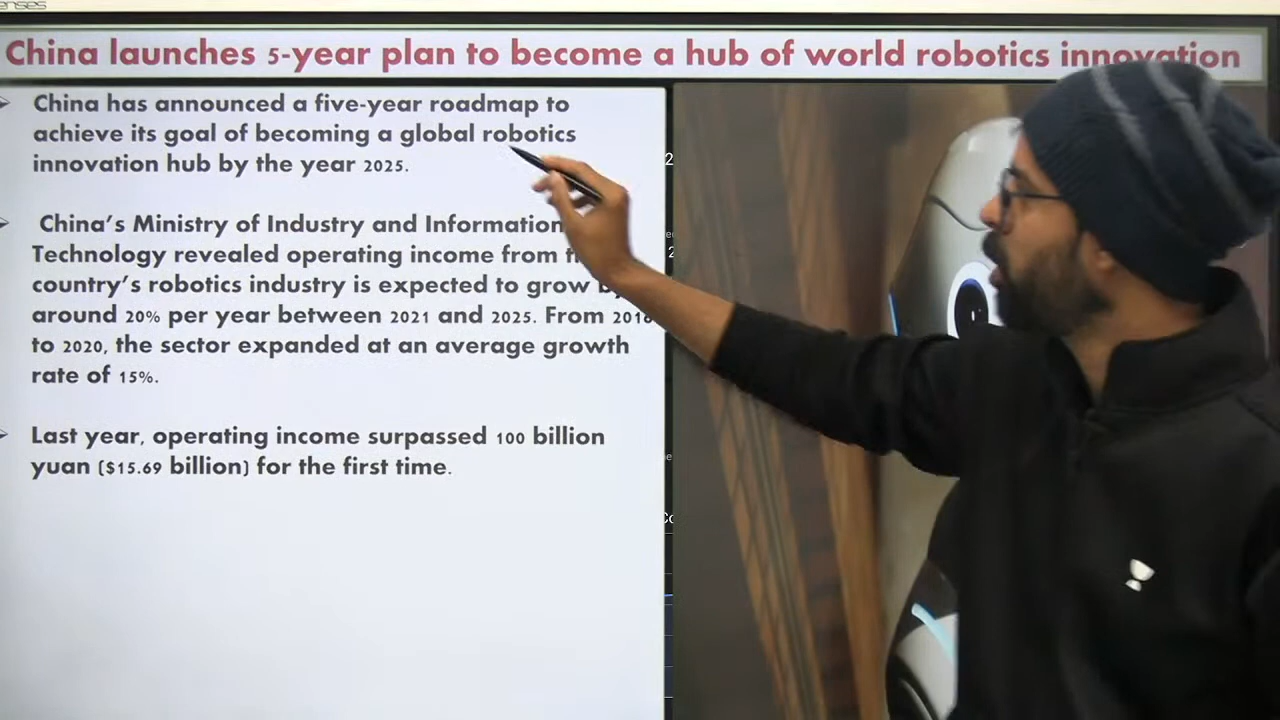 enses
China launches 5-year plan to become a hub of world robotics innovation
China has announced a five-year roadmap to
achieve its goal of becoming a global robotics
innovation hub by the year 2025.
China's Ministry of Industry and Information
Technology revealed operating income from
country's robotics industry is expected to grow
around 20% per year between 2021 and 2025. From 2016
to 2020, the sector expanded at an average growth
rate of 15%.
Last year, operating income surpassed 100 billion
yuan ($15.69 billion) for the first time.